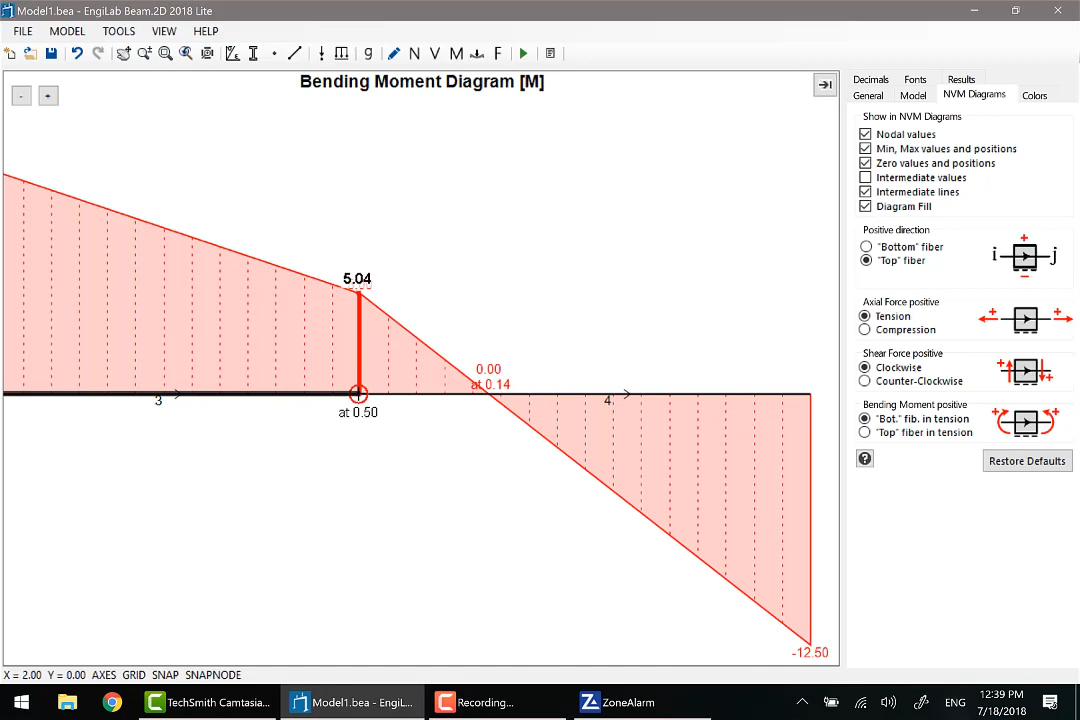 Model1.bea - EngiLab Beam.2D 2018 Lite
FILE MODEL TOOLS VIEW HELP
g N V M F
Bending Moment Diagram [M]
- +
5.04
0.00
at 0.14
3
4
at 0.50
-12.50
Decimals Fonts Results
General Model NVM Diagrams Colors
Show in NVM Diagrams
Nodal values
Min, Max values and positions
Zero values and positions
Intermediate values
Intermediate lines
Diagram Fill
Positive direction
"Bottom" fiber
"Top" fiber
+
i j
−
Axial Force positive
Tension
Compression
+ +
Shear Force positive
Clockwise
Counter-Clockwise
+ +
Bending Moment positive
"Bot." fib. in tension
"Top" fiber in tension
+ +
? Restore Defaults
X = 2.00 Y = 0.00 AXES GRID SNAP SNAPNODE
TechSmith Camtasia... Model1.bea - EngiL... Recording... ZoneAlarm
ENG
12:39 PM
7/18/2018